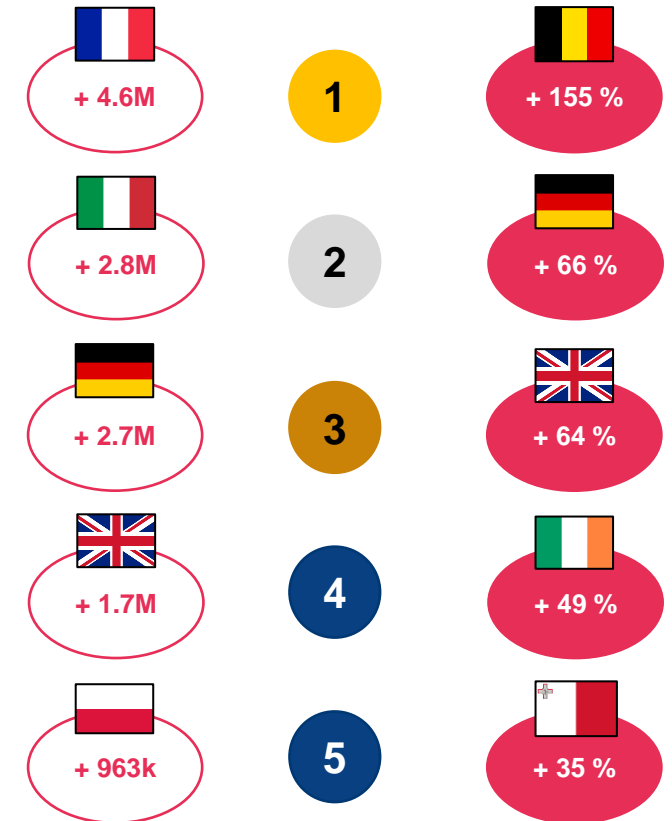 + 4.6M
1
+ 155 %
+ 2.8M
2
+ 66 %
+ 2.7M
3
+ 64 %
+ 1.7M
4
+ 49 %
+ 963k
5
+ 35 %